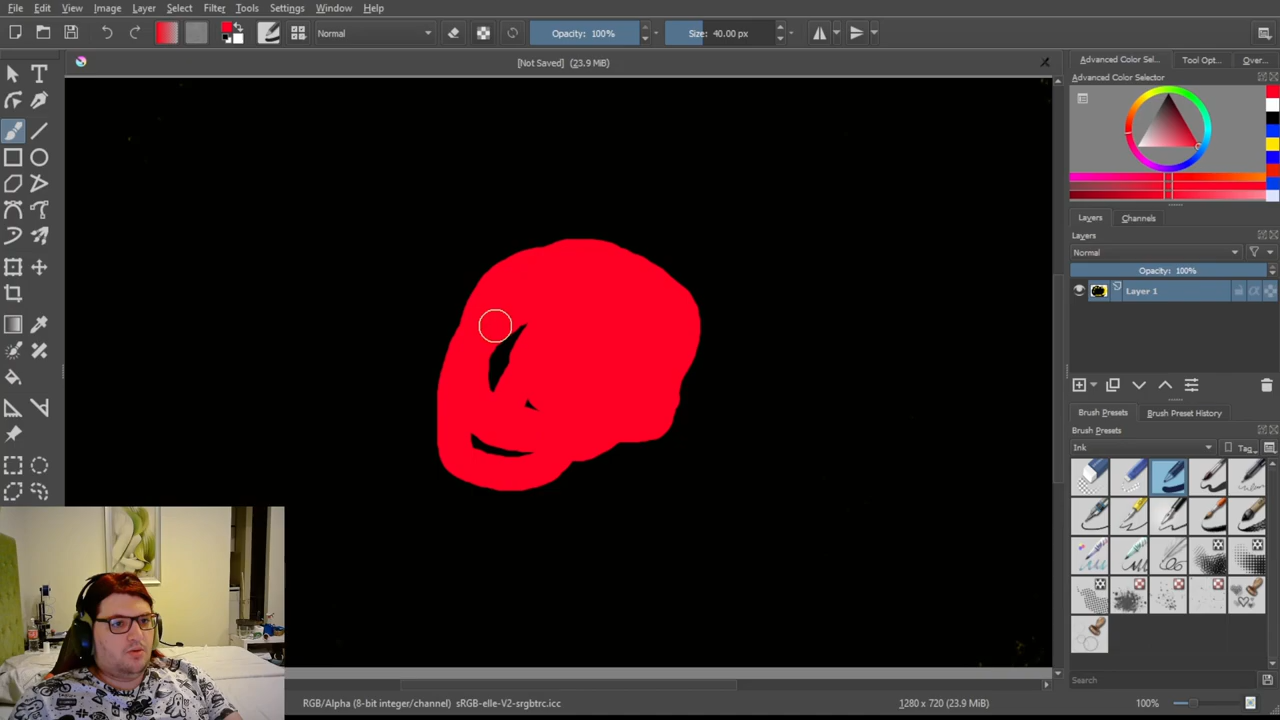 File Edit View Image Layer Select Filter Tools Settings Window Help
Normal Opacity: 100% Size: 40.00 px
[Not Saved] (23.9 MiB)
Advanced Color Sel... Tool Opt... Over...
Advanced Color Selector
Layers Channels
Layers
Normal
Opacity: 100%
Layer 1
Brush Presets Brush Preset History
Brush Presets
Ink Tag
Search
RGB/Alpha (8-bit integer/channel) sRGB-elle-V2-srgbtrc.icc 1280 x 720 (23.9 MiB) 100%